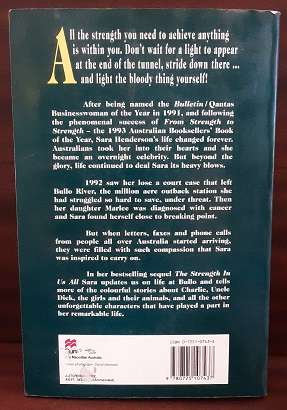 All the strength you need to achieve anything
is within you. Don't wait for a light to appear
at the end of the tunnel, stride down there ...
and light the bloody thing yourself!
After being named the Bulletin/Qantas
Businesswoman of the Year in 1991, and following
the phenomenal success of From Strength to
Strength – the 1993 Australian Booksellers' Book
of the Year, Sara Henderson's life changed forever.
Australians took her into their hearts and she
became an overnight celebrity. But beyond the
glory, life continued to deal Sara its heavy blows.
1992 saw her lose a court case that left
Bullo River, the million acre outback station she
had struggled so hard to save, under threat. Then
her daughter Marlee was diagnosed with cancer
and Sara found herself close to breaking point.
But when letters, faxes and phone calls
from people all over Australia started arriving,
they were filled with such compassion that Sara
was inspired to carry on.
In her bestselling sequel The Strength In
Us All Sara updates us on life at Bullo and tells
more of the colourful stories about Charlie, Uncle
Dick, the girls and their animals, and all the other
unforgettable characters that have played a part in
her remarkable life.
Macmillan Australia